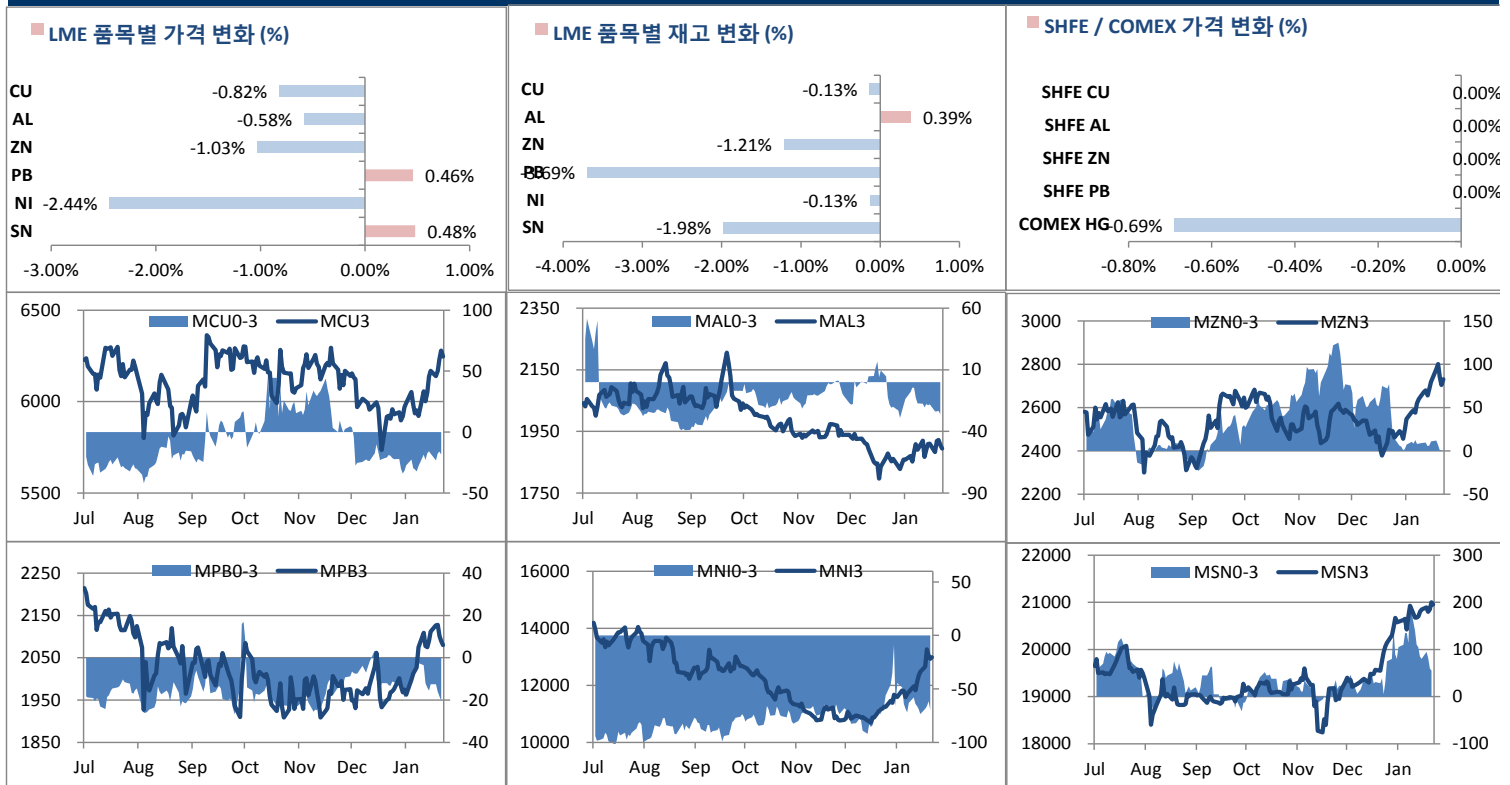 LME 품목별 가격 변화 (%)
CU -0.82%
AL -0.58%
ZN -1.03%
PB 0.46%
NI -2.44%
SN 0.48%
-3.00% -2.00% -1.00% 0.00% 1.00%
LME 품목별 재고 변화 (%)
CU -0.13%
AL 0.39%
ZN -1.21%
PB -3.69%
NI -0.13%
SN -1.98%
-4.00% -3.00% -2.00% -1.00% 0.00% 1.00%
SHFE / COMEX 가격 변화 (%)
SHFE CU 0.00%
SHFE AL 0.00%
SHFE ZN 0.00%
SHFE PB 0.00%
COMEX HG -0.69%
-0.80% -0.60% -0.40% -0.20% 0.00%
MCU0-3 MCU3
6500 100
50
6000 0
5500 -50
Jul Aug Sep Oct Nov Dec Jan
MAL0-3 MAL3
2350 60
2150 10
1950 -40
1750 -90
Jul Aug Sep Oct Nov Dec Jan
MZN0-3 MZN3
3000 150
2800 100
2600 50
2400 0
2200 -50
Jul Aug Sep Oct Nov Dec Jan
MPB0-3 MPB3
2250 40
2150 20
2050 0
1950 -20
1850 -40
Jul Aug Sep Oct Nov Dec Jan
MNI0-3 MNI3
16000 50
14000 0
12000 -50
10000 -100
Jul Aug Sep Oct Nov Dec Jan
MSN0-3 MSN3
22000 300
21000 200
20000 100
19000 0
18000 -100
Jul Aug Sep Oct Nov Dec Jan